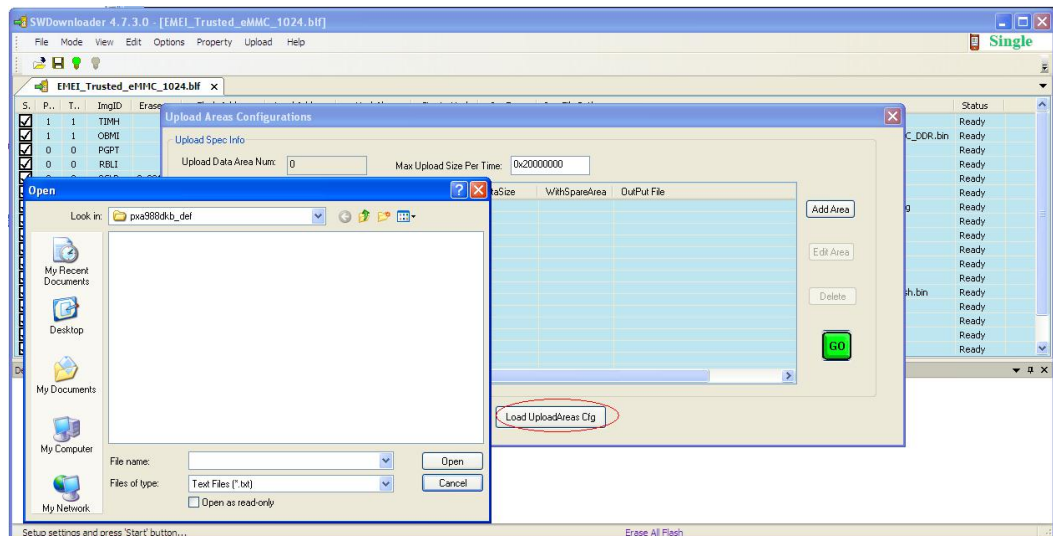 SWDownloader 4.7.3.0 - [EMEI_Trusted_eMMC_1024.blf]
File Mode View Edit Options Property Upload Help
Single
EMEI_Trusted_eMMC_1024.blf x
S. P.. T.. ImgID Erase Status
1 1 TIMH Ready
1 1 OBMI C_DDR.bin Ready
0 0 PGPT Ready
0 0 RBLI Ready
Ready
g Ready
Ready
Ready
Ready
Ready
Ready
sh.bin Ready
Ready
Ready
Ready
Ready
Upload Areas Configurations
Upload Spec Info
Upload Data Area Num: 0 Max Upload Size Per Time: 0x20000000
taSize WithSpareArea OutPut File
Add Area
Edit Area
Delete
GO
Load UploadAreas Cfg
Open
Look in: pxa988dkb_def
My Recent
Documents
Desktop
My Documents
My Computer
My Network
File name: Open
Files of type: Text Files (*.txt) Cancel
Open as read-only
Setup settings and press 'Start' button... Erase All Flash